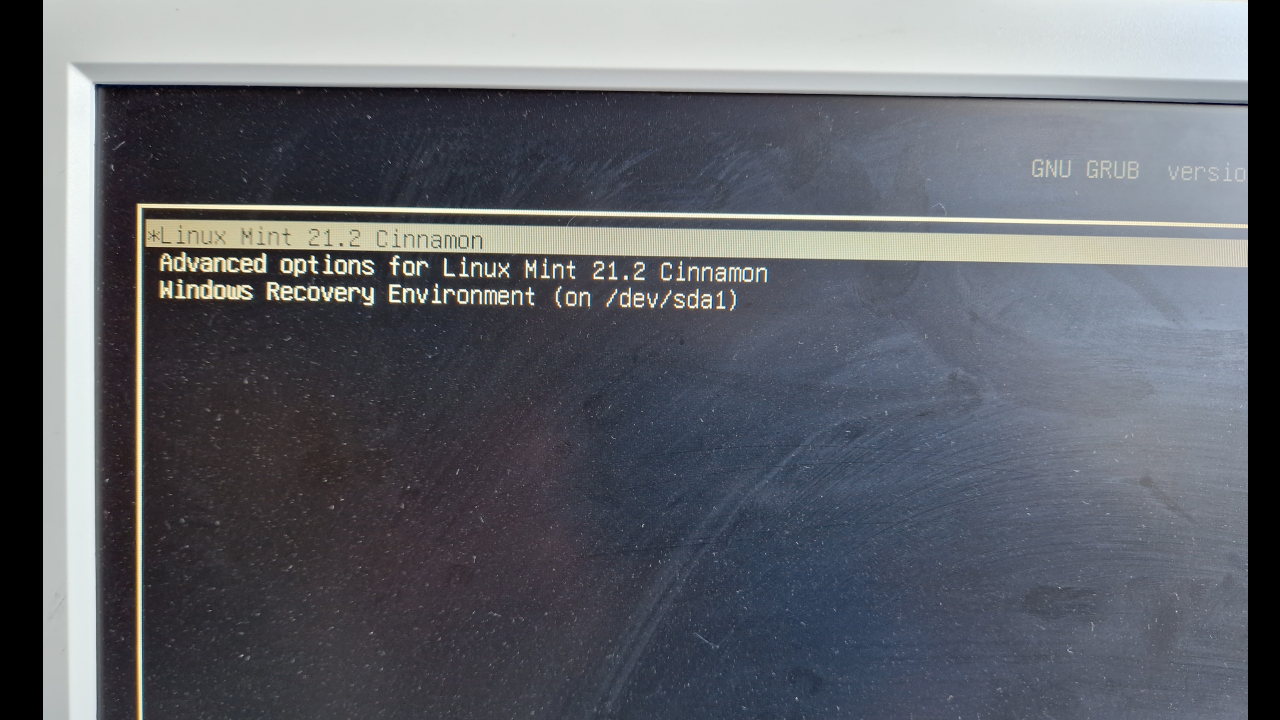 GNU GRUB versio
*Linux Mint 21.2 Cinnamon
Advanced options for Linux Mint 21.2 Cinnamon
Windows Recovery Environment (on /dev/sda1)